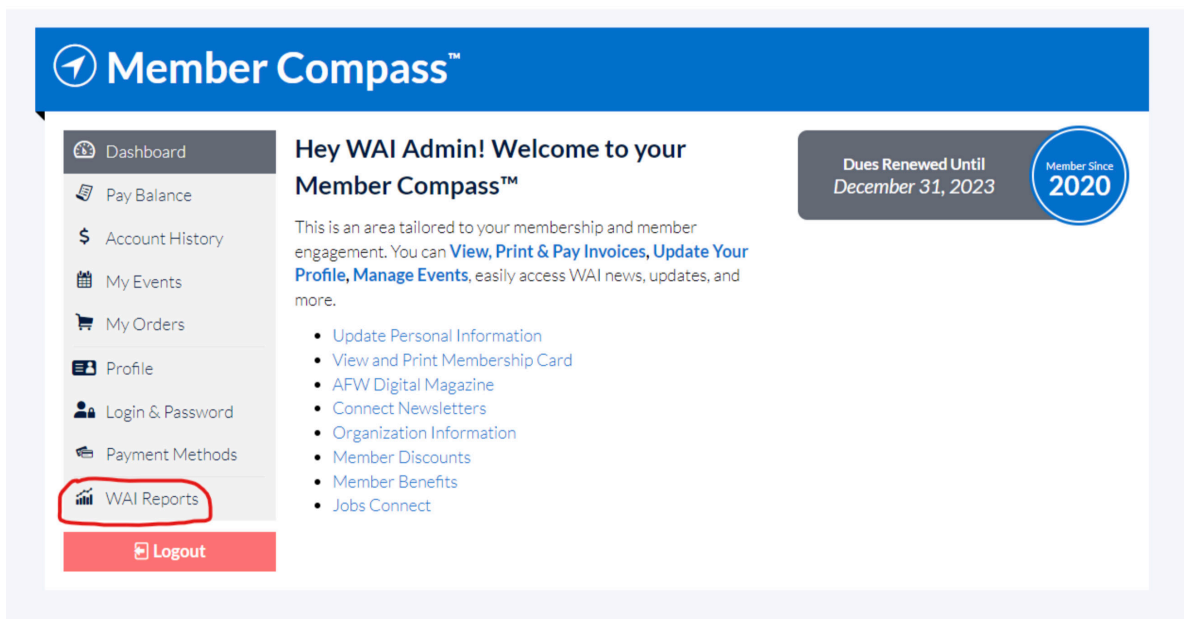 Member Compass™
Dashboard
Pay Balance
Account History
My Events
My Orders
Profile
Login & Password
Payment Methods
WAI Reports
Logout
Hey WAI Admin! Welcome to your
Member Compass™
This is an area tailored to your membership and member
engagement. You can View, Print & Pay Invoices, Update Your
Profile, Manage Events, easily access WAI news, updates, and
more.
• Update Personal Information
• View and Print Membership Card
• AFW Digital Magazine
• Connect Newsletters
• Organization Information
• Member Discounts
• Member Benefits
• Jobs Connect
Dues Renewed Until
December 31, 2023
Member Since
2020